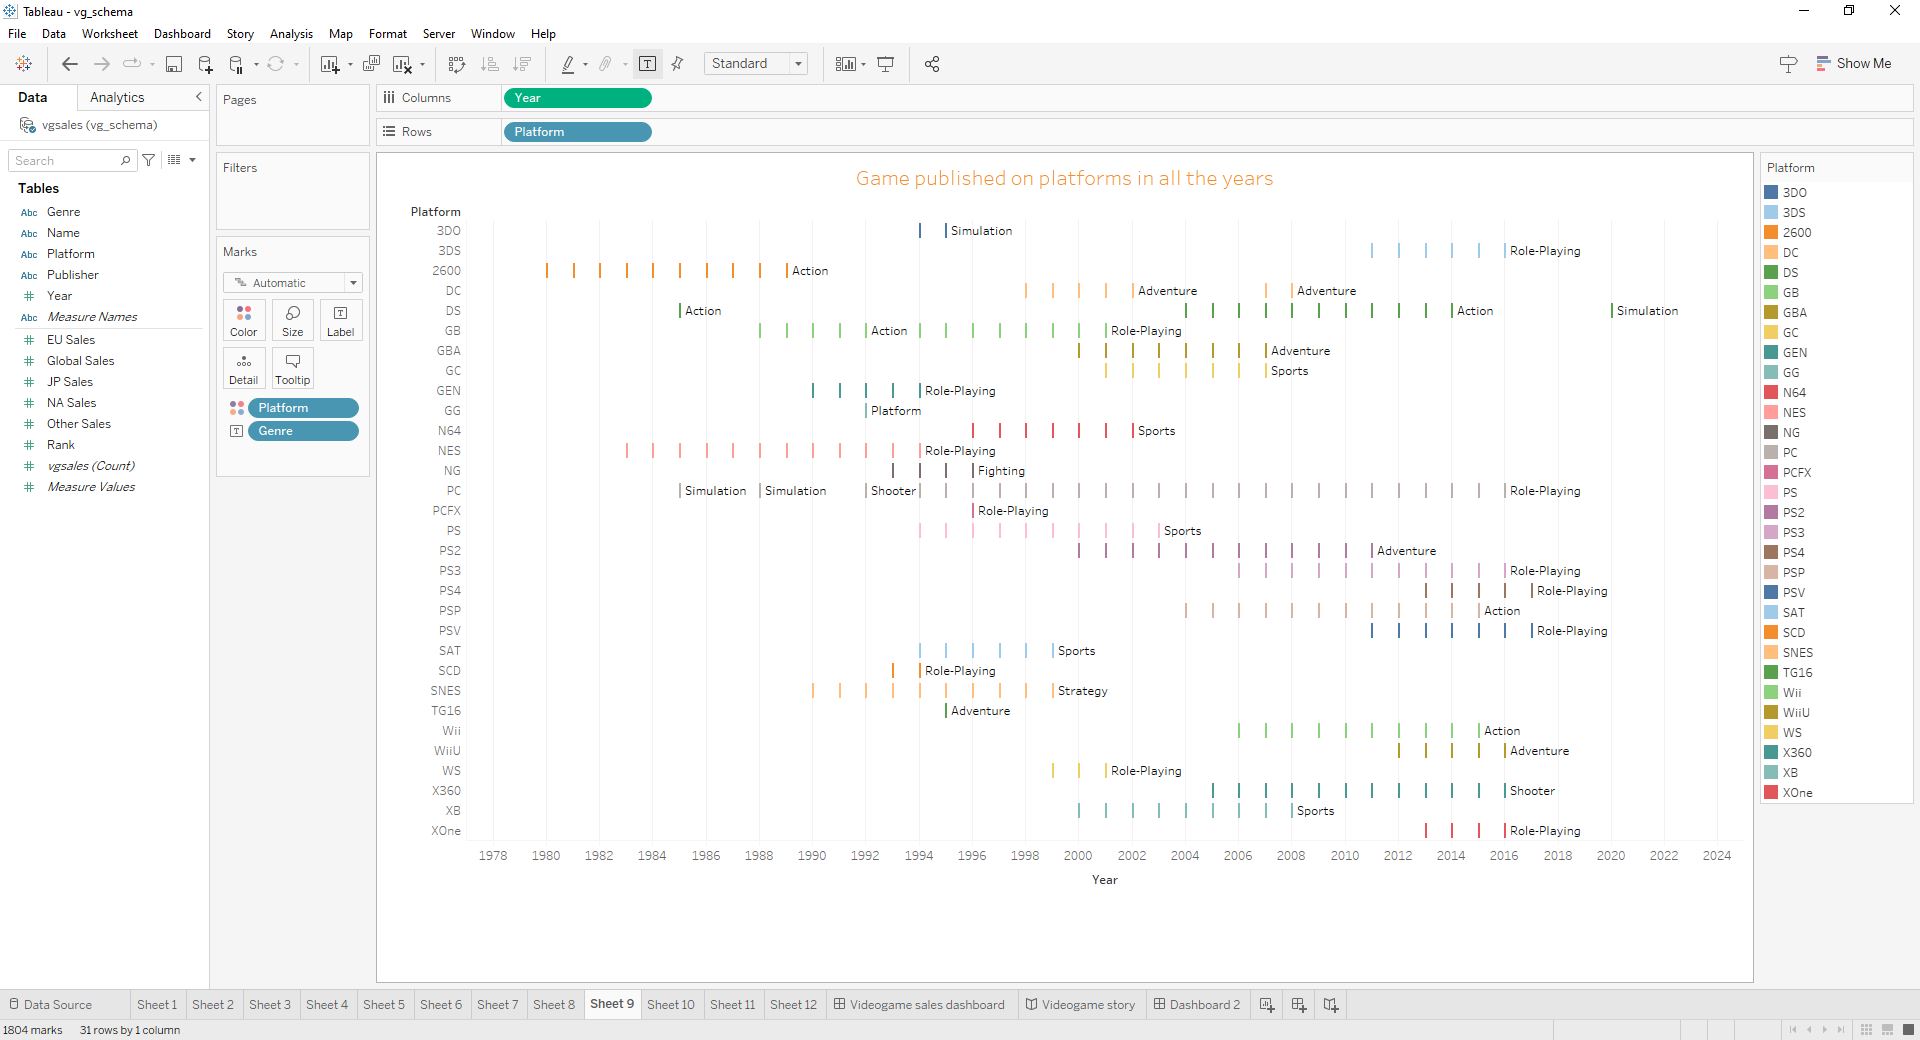 Tableau - vg_schema
File Data Worksheet Dashboard Story Analysis Map Format Server Window Help
Standard
Show Me
Data Analytics
vgsales (vg_schema)
Search
Tables
Abc Genre
Abc Name
Abc Platform
Abc Publisher
# Year
Abc Measure Names
# EU Sales
# Global Sales
# JP Sales
# NA Sales
# Other Sales
# Rank
# vgsales (Count)
# Measure Values
Pages
Filters
Marks
Automatic
Color Size Label
Detail Tooltip
Platform
Genre
Columns Year
Rows Platform
Game published on platforms in all the years
Platform
3DO Simulation
3DS Role-Playing
2600 Action
DC Adventure Adventure
DS Action Action Simulation
GB Action Role-Playing
GBA Adventure
GC Sports
GEN Role-Playing
GG Platform
N64 Sports
NES Role-Playing
NG Fighting
PC Simulation Simulation Shooter Role-Playing
PCFX Role-Playing
PS Sports
PS2 Adventure
PS3 Role-Playing
PS4 Role-Playing
PSP Action
PSV Role-Playing
SAT Sports
SCD Role-Playing
SNES Strategy
TG16 Adventure
Wii Action
WiiU Adventure
WS Role-Playing
X360 Shooter
XB Sports
XOne Role-Playing
1978 1980 1982 1984 1986 1988 1990 1992 1994 1996 1998 2000 2002 2004 2006 2008 2010 2012 2014 2016 2018 2020 2022 2024
Year
Platform
3DO
3DS
2600
DC
DS
GB
GBA
GC
GEN
GG
N64
NES
NG
PC
PCFX
PS
PS2
PS3
PS4
PSP
PSV
SAT
SCD
SNES
TG16
Wii
WiiU
WS
X360
XB
XOne
Data Source Sheet 1 Sheet 2 Sheet 3 Sheet 4 Sheet 5 Sheet 6 Sheet 7 Sheet 8 Sheet 9 Sheet 10 Sheet 11 Sheet 12 Videogame sales dashboard Videogame story Dashboard 2
1804 marks 31 rows by 1 column